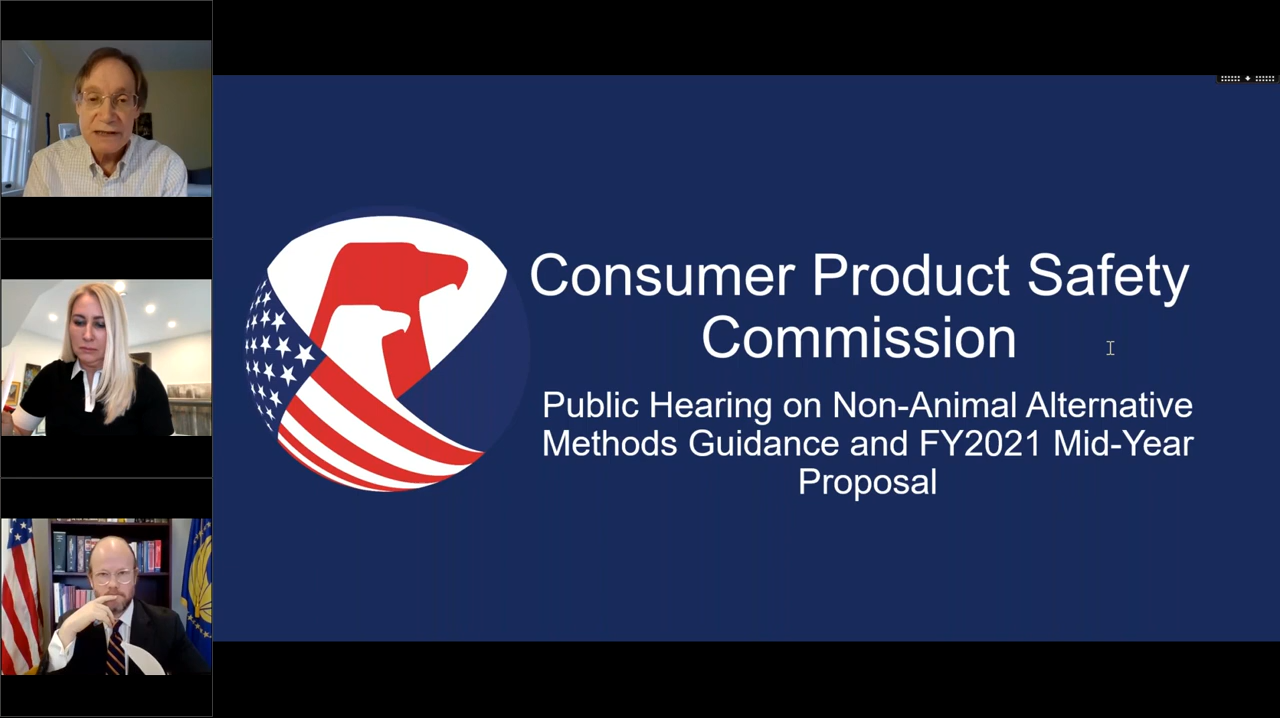 Consumer Product Safety
Commission
Public Hearing on Non-Animal Alternative
Methods Guidance and FY2021 Mid-Year
Proposal